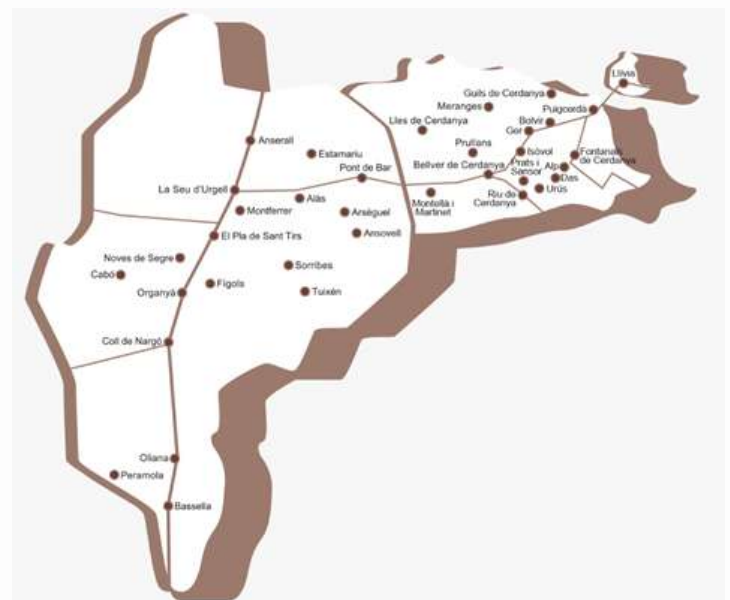 Llívia
Guils de Cerdanya
Meranges
Puigcerdà
Lles de Cerdanya
Bolvir
Ger
Anserall
Prullans
Isòvol
Fontanals
de Cerdanya
Estamariu
Prats i
Sansor
Alp
Pont de Bar
Bellver de Cerdanya
Das
La Seu d'Urgell
Urús
Montellà i
Martinet
Riu de
Cerdanya
Alàs
Montferrer
Arsèguel
El Pla de Sant Tirs
Ansovell
Noves de Segre
Sorribes
Cabó
Fígols
Organyà
Tuixén
Coll de Nargó
Oliana
Peramola
Bassella